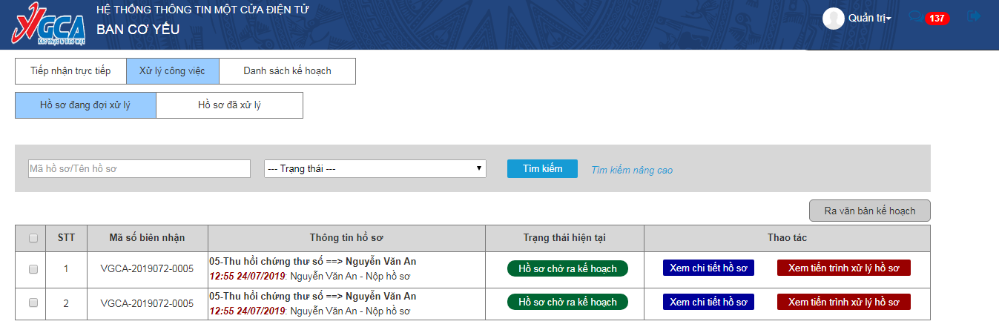 VGCA
Xác thực & Bảo mật
HỆ THỐNG THÔNG TIN MỘT CỬA ĐIỆN TỬ
BAN CƠ YẾU
Quản trị
137
Tiếp nhận trực tiếp
Xử lý công việc
Danh sách kế hoạch
Hồ sơ đang đợi xử lý
Hồ sơ đã xử lý
Mã hồ sơ/Tên hồ sơ
--- Trạng thái ---
Tìm kiếm
Tìm kiếm nâng cao
Ra văn bản kế hoạch
STT Mã số biên nhận Thông tin hồ sơ Trạng thái hiện tại Thao tác
1 VGCA-2019072-0005 05-Thu hồi chứng thư số ==> Nguyễn Văn An
12:55 24/07/2019: Nguyễn Văn An - Nộp hồ sơ
Hồ sơ chờ ra kế hoạch Xem chi tiết hồ sơ Xem tiến trình xử lý hồ sơ
2 VGCA-2019072-0005 05-Thu hồi chứng thư số ==> Nguyễn Văn An
12:55 24/07/2019: Nguyễn Văn An - Nộp hồ sơ
Hồ sơ chờ ra kế hoạch Xem chi tiết hồ sơ Xem tiến trình xử lý hồ sơ